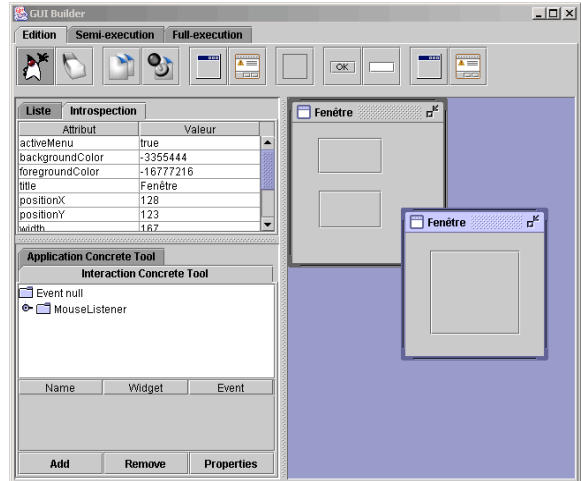 GUI Builder
Edition Semi-execution Full-execution
OK
Liste Introspection
Attribut Valeur
activeMenu true
backgroundColor -3355444
foregroundColor -16777216
title Fenêtre
positionX 128
positionY 123
width 167
Application Concrete Tool
Interaction Concrete Tool
Event null
MouseListener
Name Widget Event
Add Remove Properties
Fenêtre
Fenêtre